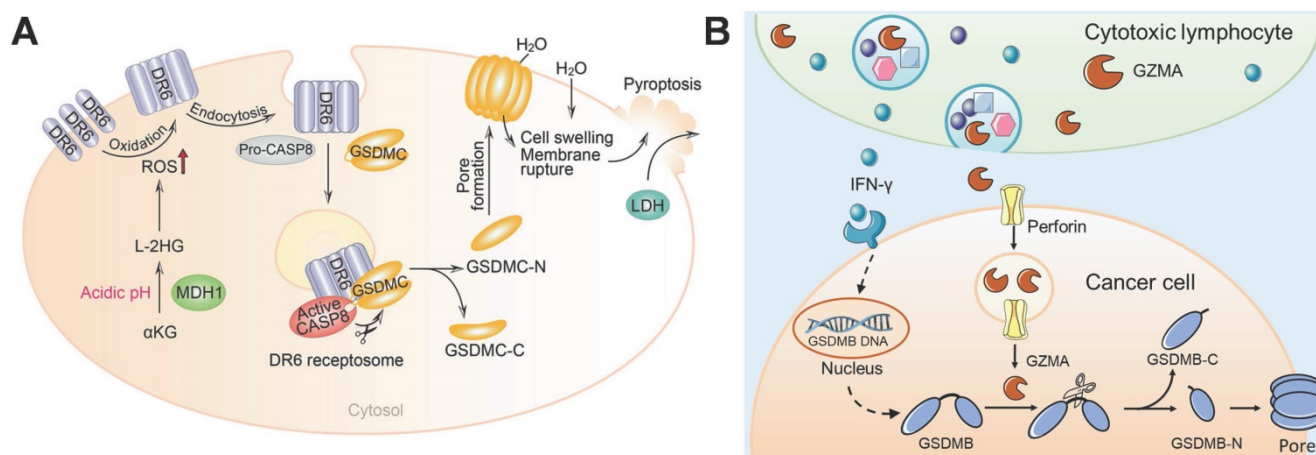 A
DR6
DR6
DR6
Oxidation
DR6
Endocytosis
DR6
Pro-CASP8
GSDMC
ROS
L-2HG
Acidic pH
MDH1
αKG
DR6
GSDMC
Active
CASP8
DR6 receptosome
GSDMC-N
GSDMC-C
Pore
formation
H₂O
H₂O
Cell swelling
Membrane
rupture
Pyroptosis
LDH
Cytosol
B
Cytotoxic lymphocyte
GZMA
IFN-γ
Perforin
Cancer cell
GSDMB DNA
Nucleus
GZMA
GSDMB
GSDMB-C
GSDMB-N
Pore